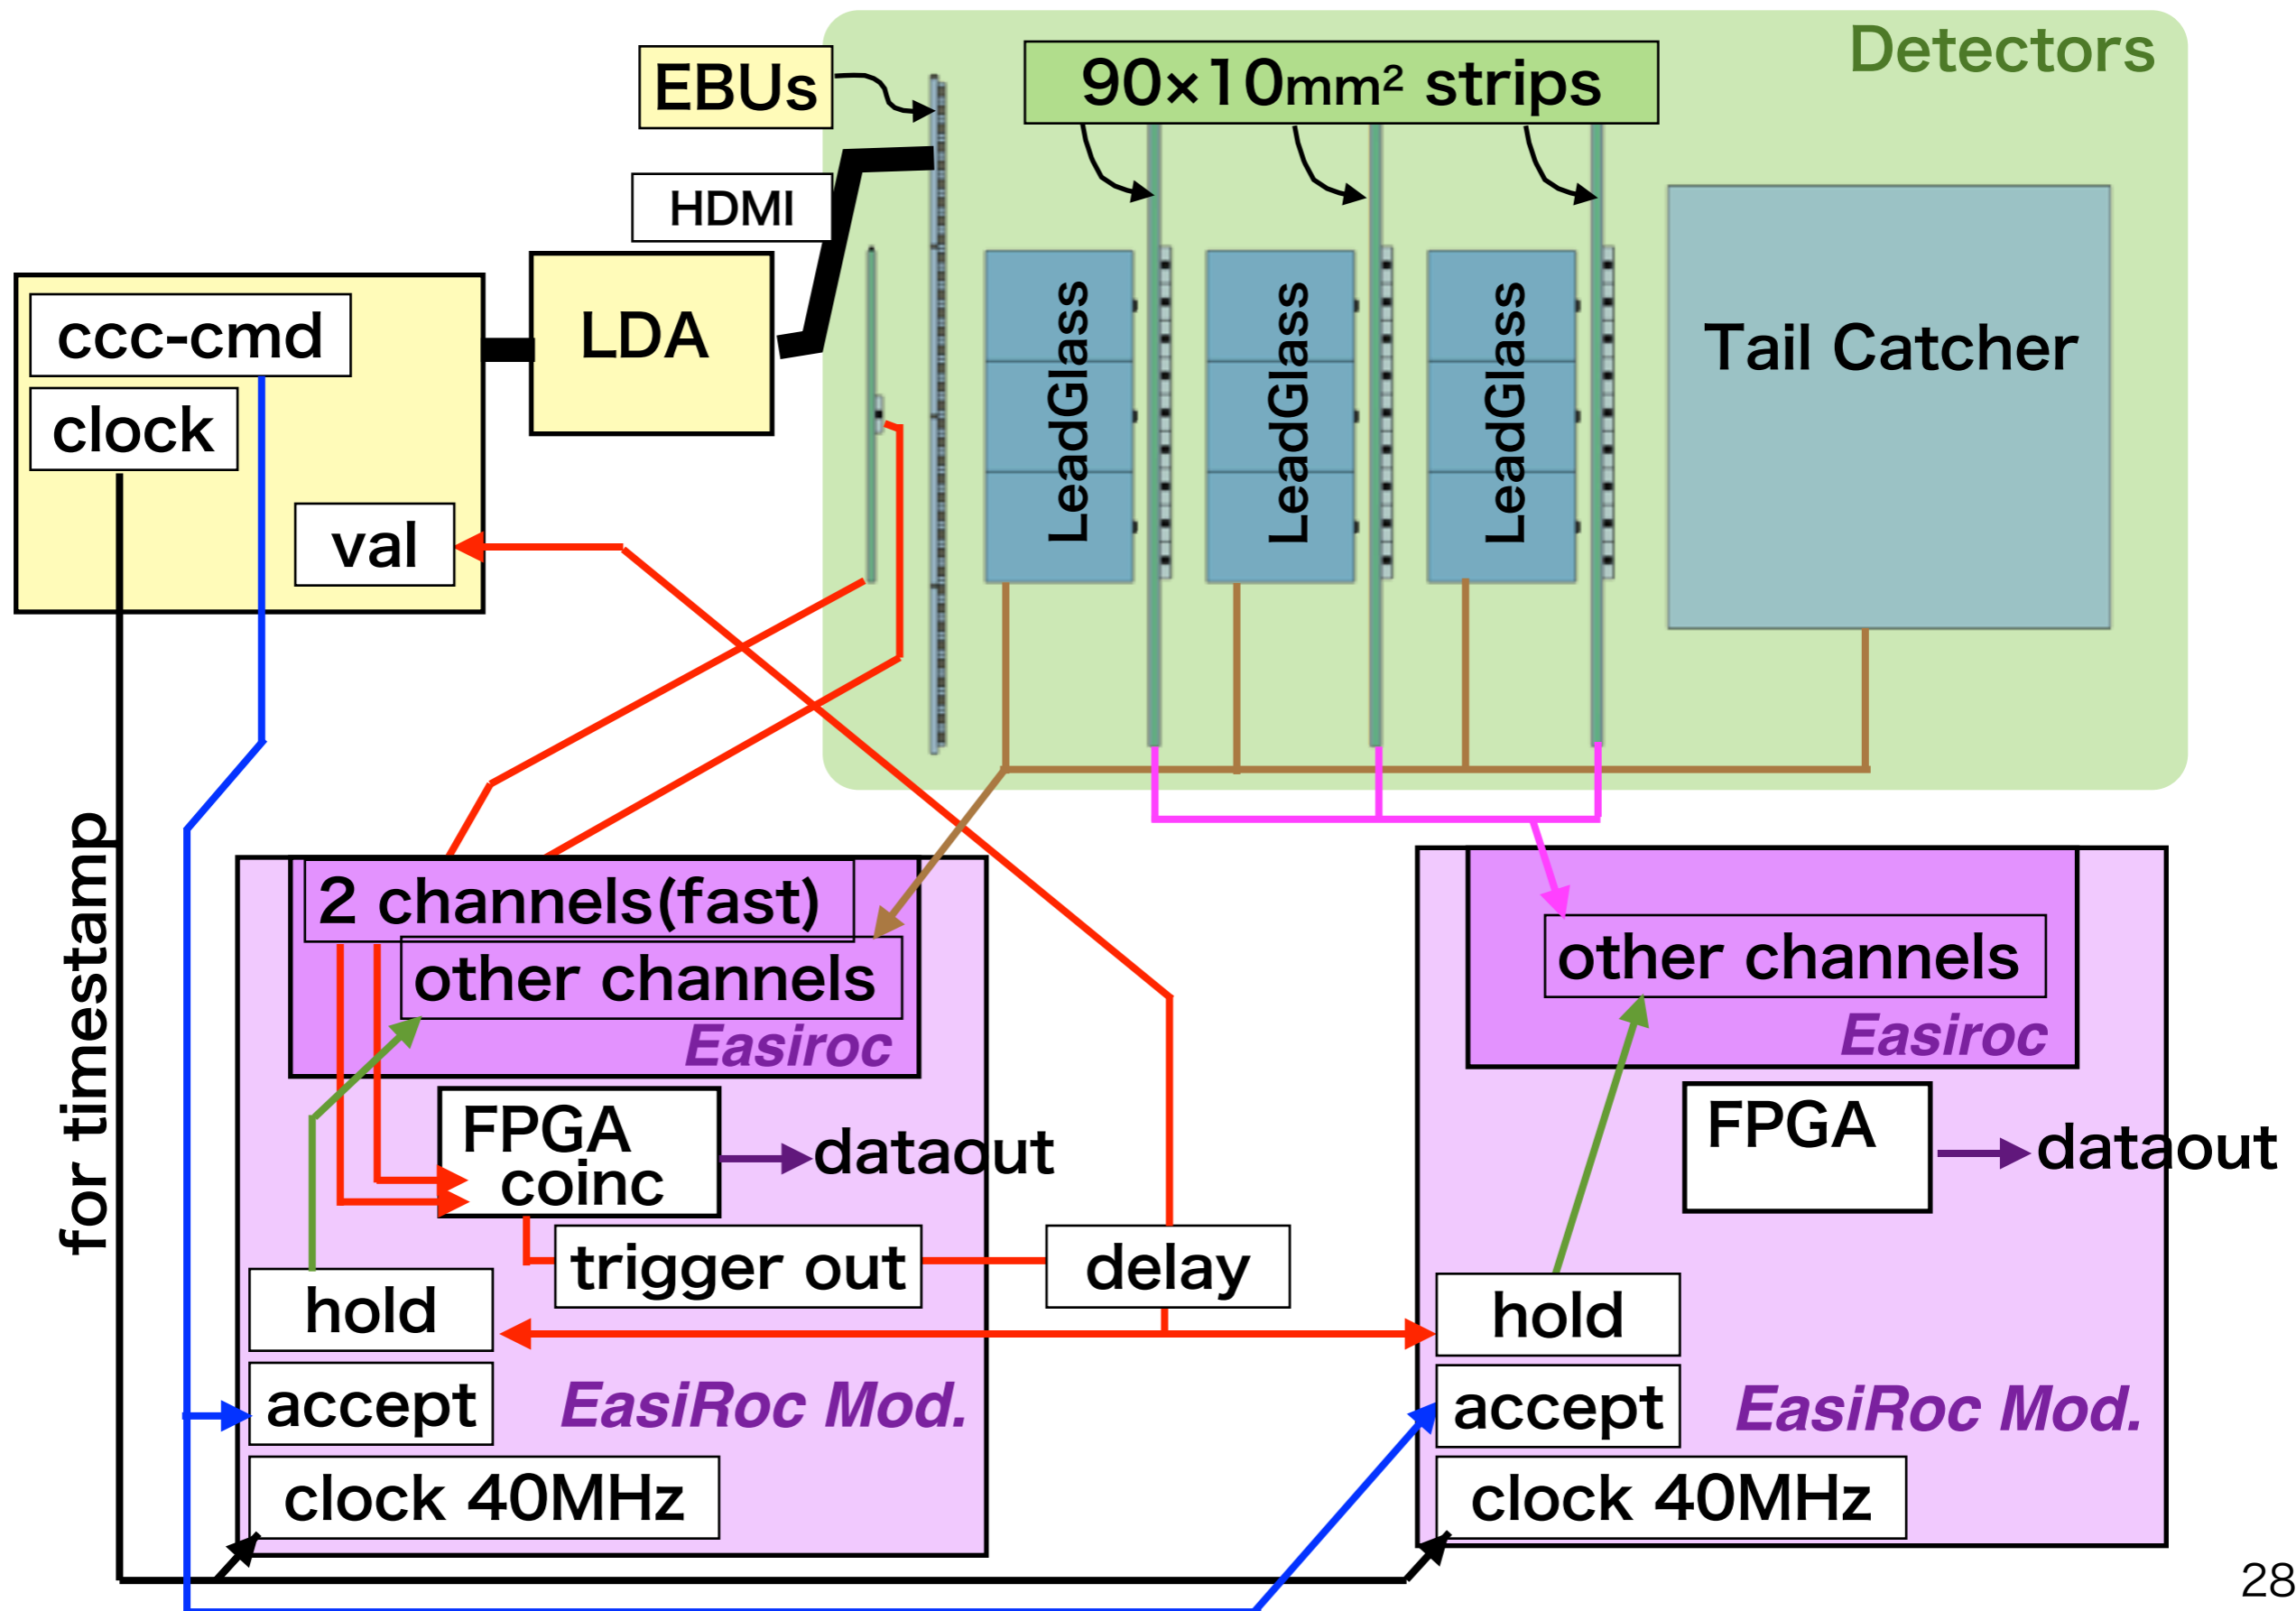 Detectors
EBUs
90×10mm² strips
HDMI
LDA
ccc-cmd
clock
val
LeadGlass
LeadGlass
LeadGlass
Tail Catcher
for timestamp
2 channels(fast)
other channels
Easiroc
FPGA
coinc
dataout
trigger out
delay
hold
accept
EasiRoc Mod.
clock 40MHz
other channels
Easiroc
FPGA
dataout
hold
accept
EasiRoc Mod.
clock 40MHz
28